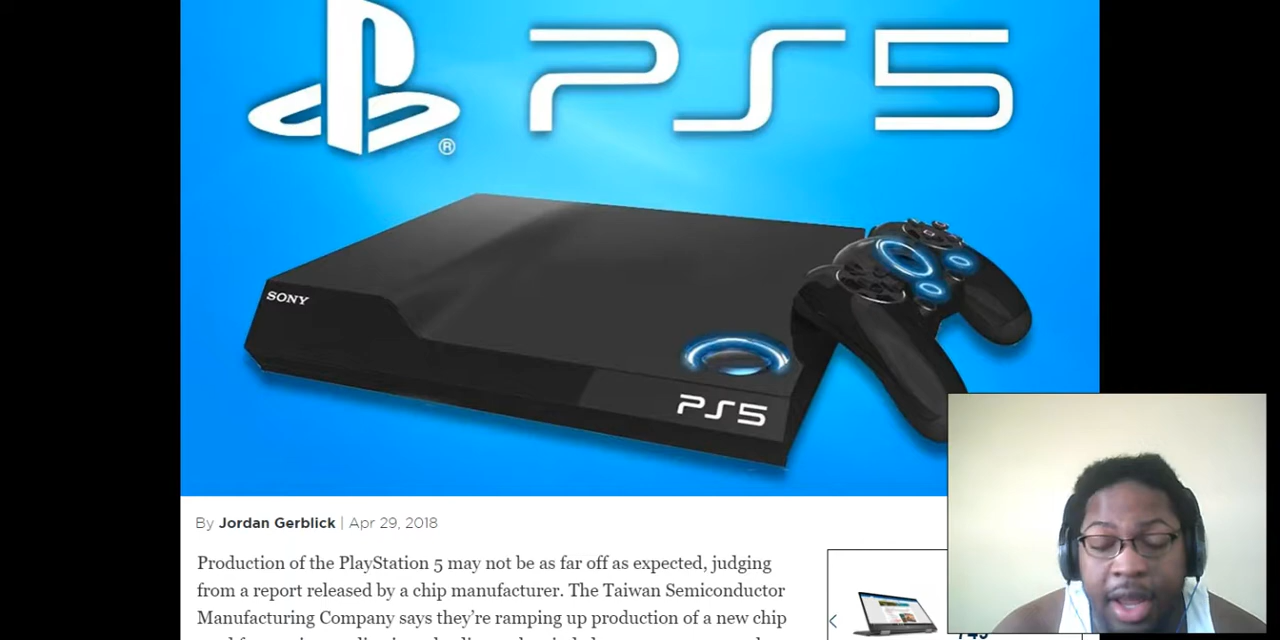 PS5
®
SONY
PS5
By Jordan Gerblick | Apr 29, 2018
Production of the PlayStation 5 may not be as far off as expected, judging
from a report released by a chip manufacturer. The Taiwan Semiconductor
Manufacturing Company says they're ramping up production of a new chip